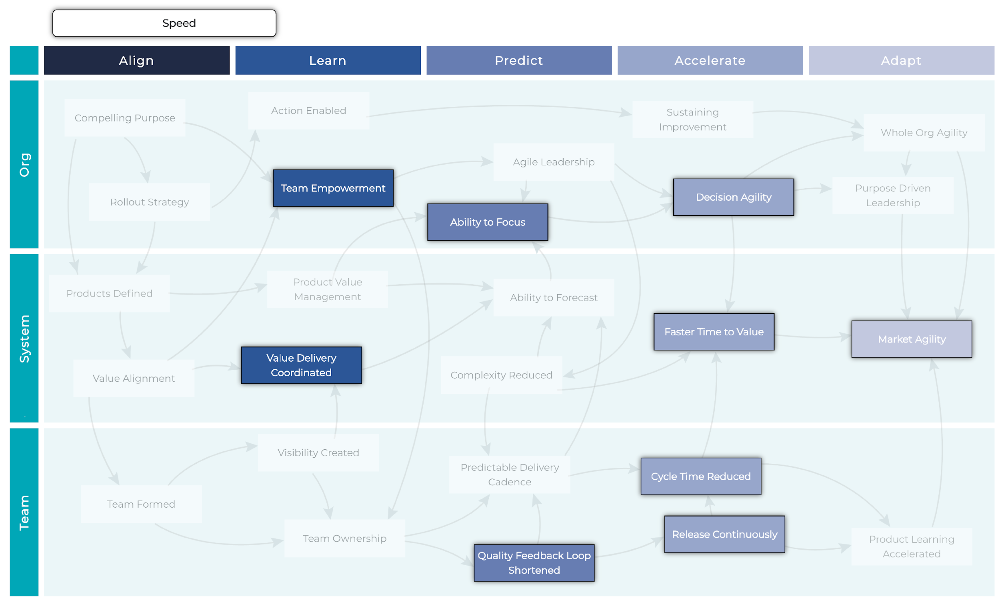 Speed
Align
Learn
Predict
Accelerate
Adapt
Org
Compelling Purpose
Action Enabled
Sustaining
Improvement
Whole Org Agility
Rollout Strategy
Team Empowerment
Agile Leadership
Ability to Focus
Decision Agility
Purpose Driven
Leadership
System
Products Defined
Product Value
Management
Ability to Forecast
Faster Time to Value
Market Agility
Value Alignment
Value Delivery
Coordinated
Complexity Reduced
Team
Team Formed
Visibility Created
Team Ownership
Predictable Delivery
Cadence
Quality Feedback Loop
Shortened
Cycle Time Reduced
Release Continuously
Product Learning
Accelerated